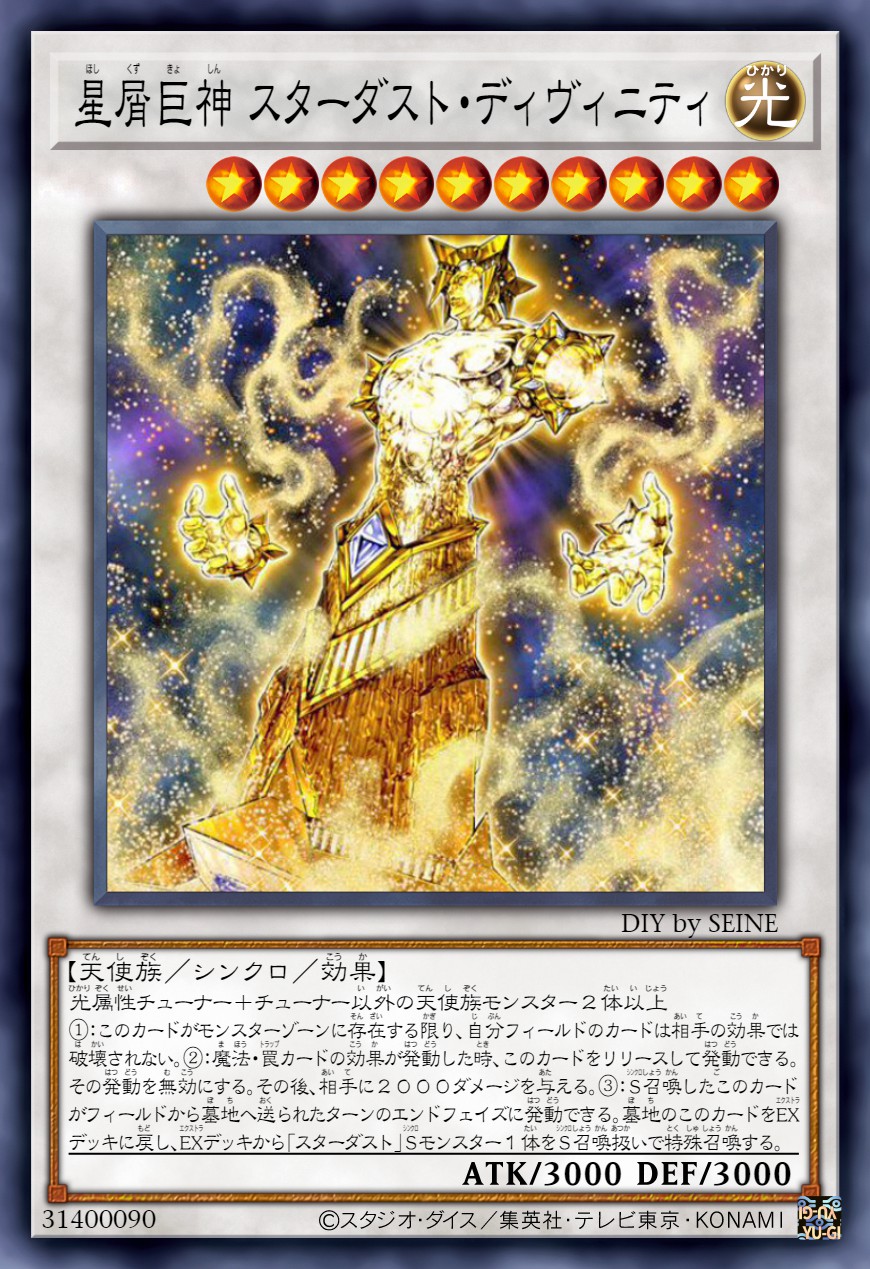 星屑巨神 スターダスト・ディヴィニティ 光
DIY by SEINE
【天使族／シンクロ／効果】
光属性チューナー＋チューナー以外の天使族モンスター２体以上
①:このカードがモンスターゾーンに存在する限り、自分フィールドのカードは相手の効果では
破壊されない。②:魔法・罠カードの効果が発動した時、このカードをリリースして発動できる。
その発動を無効にする。その後、相手に２０００ダメージを与える。③:Ｓ召喚したこのカード
がフィールドから墓地へ送られたターンのエンドフェイズに発動できる。墓地のこのカードをEX
デッキに戻し、EXデッキから「スターダスト」Ｓモンスター１体をＳ召喚扱いで特殊召喚する。
ATK/3000 DEF/3000
31400090 ©スタジオ・ダイス／集英社・テレビ東京・KONAMI